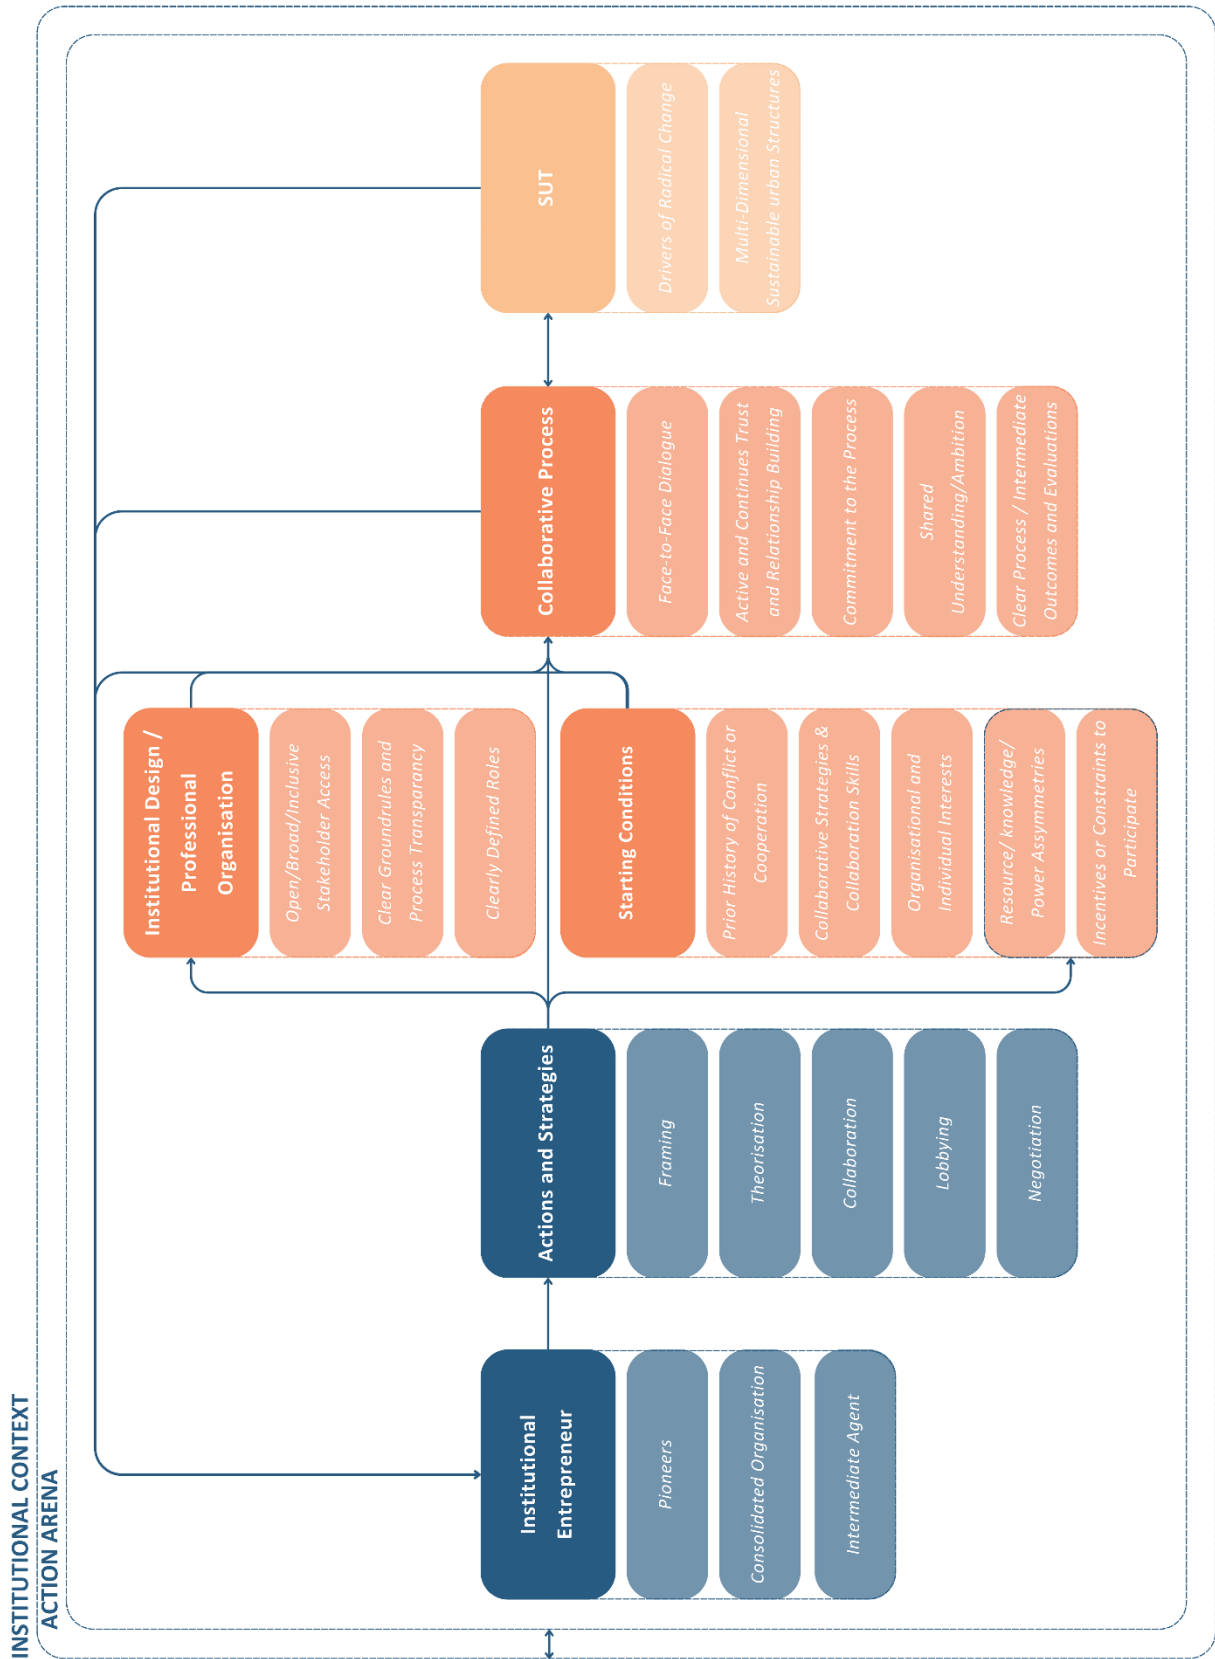 INSTITUTIONAL CONTEXT
ACTION ARENA
Institutional
Entrepreneur
Pioneers
Consolidated Organisation
Intermediate Agent
Actions and Strategies
Framing
Theorisation
Collaboration
Lobbying
Negotiation
Institutional Design /
Professional
Organisation
Open/Broad/Inclusive
Stakeholder Access
Clear Groundrules and
Process Transparancy
Clearly Defined Roles
Starting Conditions
Prior History of Conflict or
Cooperation
Collaborative Strategies &
Collaboration Skills
Organisational and
Individual Interests
Resource/ knowledge/
Power Assymmetries
Incentives or Constraints to
Participate
Collaborative Process
Face-to-Face Dialogue
Active and Continues Trust
and Relationship Building
Commitment to the Process
Shared
Understanding/Ambition
Clear Process / Intermediate
Outcomes and Evaluations
SUT
Drivers of Radical Change
Multi-Dimensional
Sustainable urban Structures